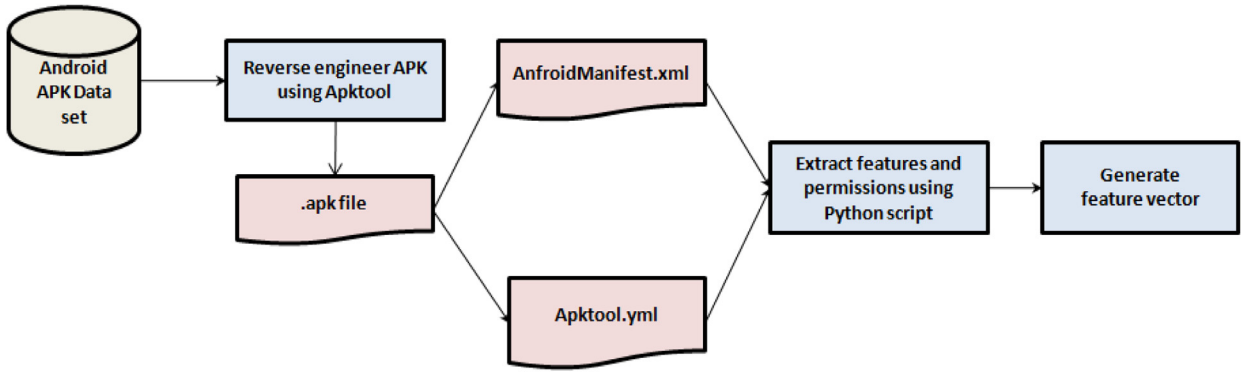 Android
APK Data
set
Reverse engineer APK
using Apktool
.apk file
AnfroidManifest.xml
Apktool.yml
Extract features and
permissions using
Python script
Generate
feature vector